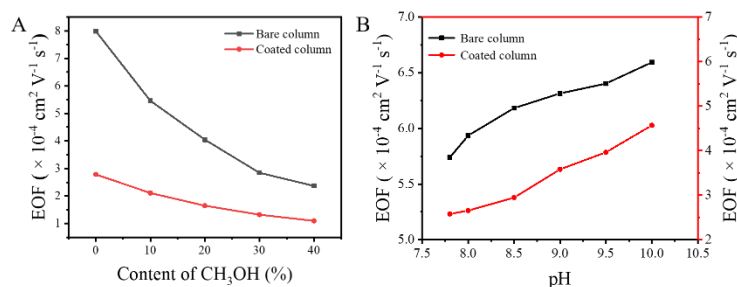 A
EOF ( × 10⁻⁴ cm² V⁻¹ s⁻¹)
8
7
6
5
4
3
2
1
Bare column
Coated column
0 10 20 30 40
Content of CH₃OH (%)
B
EOF ( × 10⁻⁴ cm² V⁻¹ s⁻¹)
7.0
6.5
6.0
5.5
5.0
Bare column
Coated column
7.5 8.0 8.5 9.0 9.5 10.0 10.5
pH
7
6
5
4
3
2
EOF ( × 10⁻⁴ cm² V⁻¹ s⁻¹)